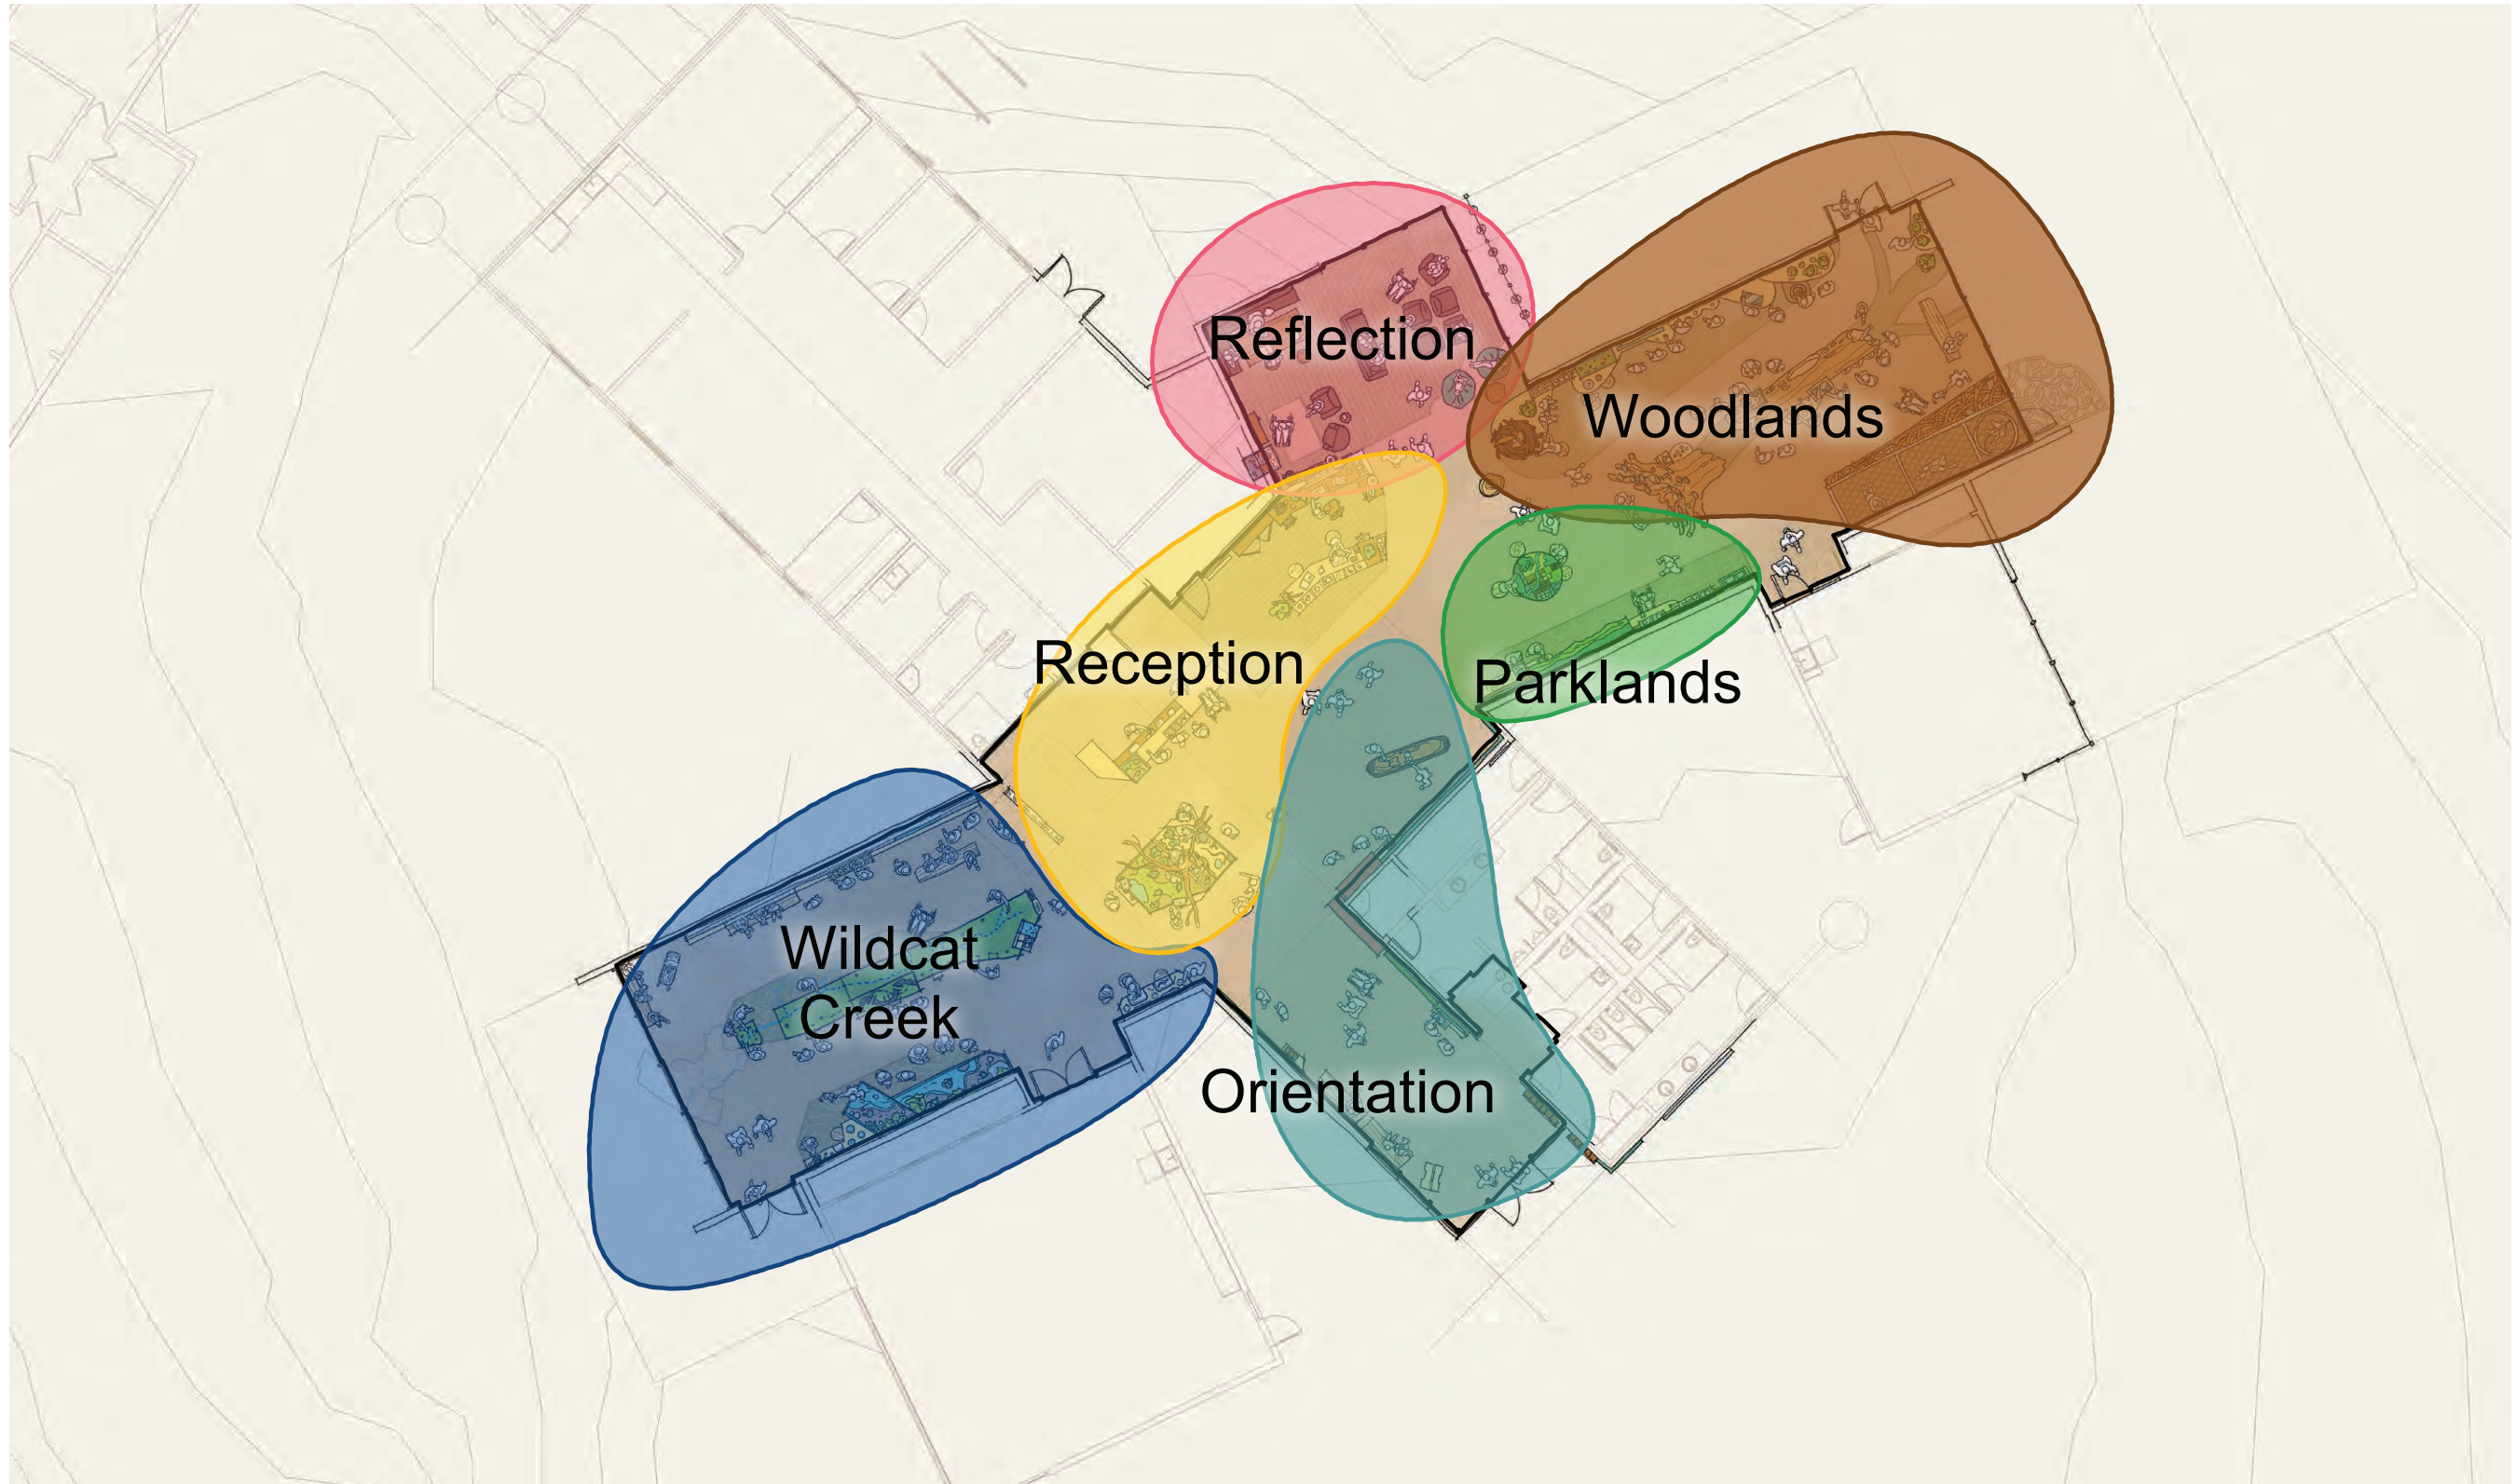 Reflection
Woodlands
Reception
Parklands
Wildcat
Creek
Orientation